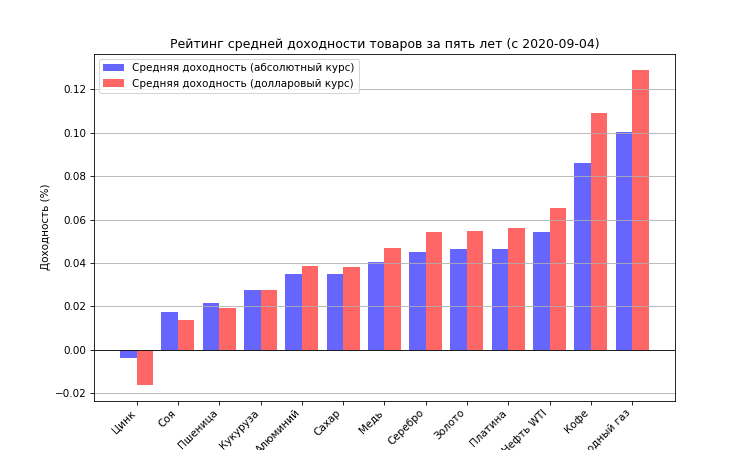 Рейтинг средней доходности товаров за пять лет (с 2020-09-04)
Средняя доходность (абсолютный курс)
Средняя доходность (долларовый курс)
Доходность (%)
0.12
0.10
0.08
0.06
0.04
0.02
0.00
−0.02
Цинк
Соя
Пшеница
Кукуруза
Алюминий
Сахар
Медь
Серебро
Золото
Платина
Нефть WTI
Кофе
газ